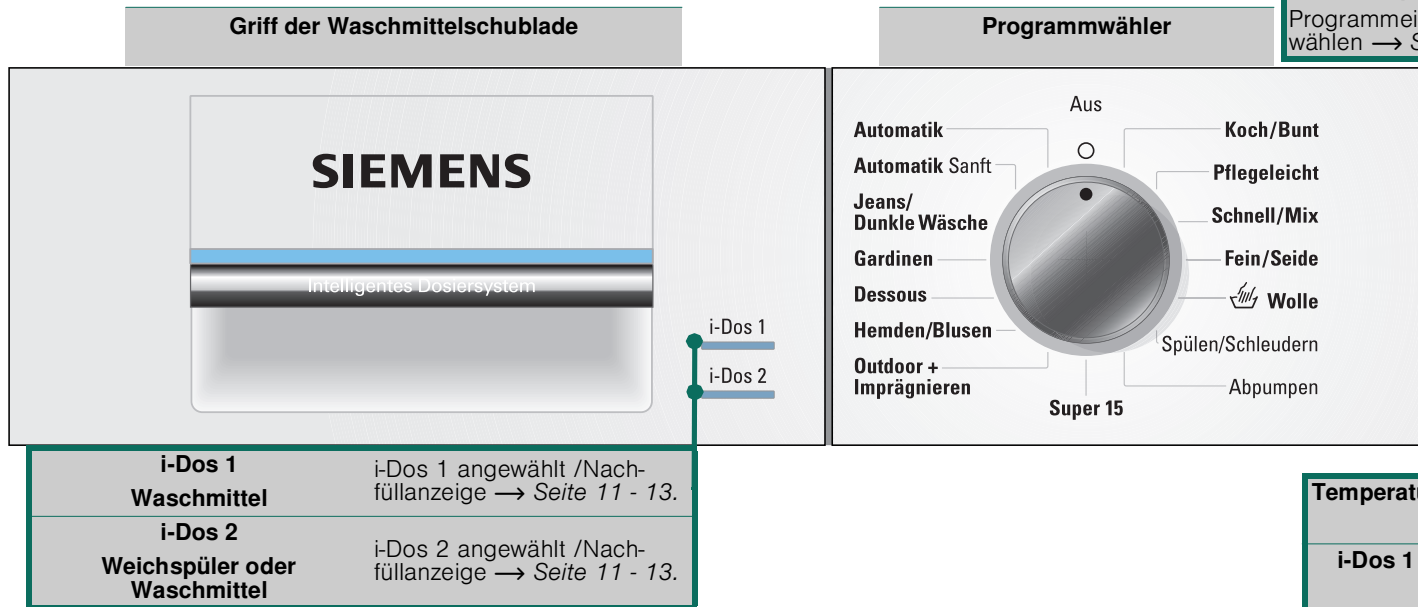 Griff der Waschmittelschublade
Programmwähler
Programmei
wählen → S
SIEMENS
Intelligentes Dosiersystem
i-Dos 1
i-Dos 2
Aus
Automatik
Automatik Sanft
Jeans/
Dunkle Wäsche
Gardinen
Dessous
Hemden/Blusen
Outdoor +
Imprägnieren
Super 15
Koch/Bunt
Pflegeleicht
Schnell/Mix
Fein/Seide
Wolle
Spülen/Schleudern
Abpumpen
i-Dos 1
Waschmittel
i-Dos 1 angewählt /Nach-
füllanzeige → Seite 11 - 13.
i-Dos 2
Weichspüler oder
Waschmittel
i-Dos 2 angewählt /Nach-
füllanzeige → Seite 11 - 13.
Temperatu
i-Dos 1